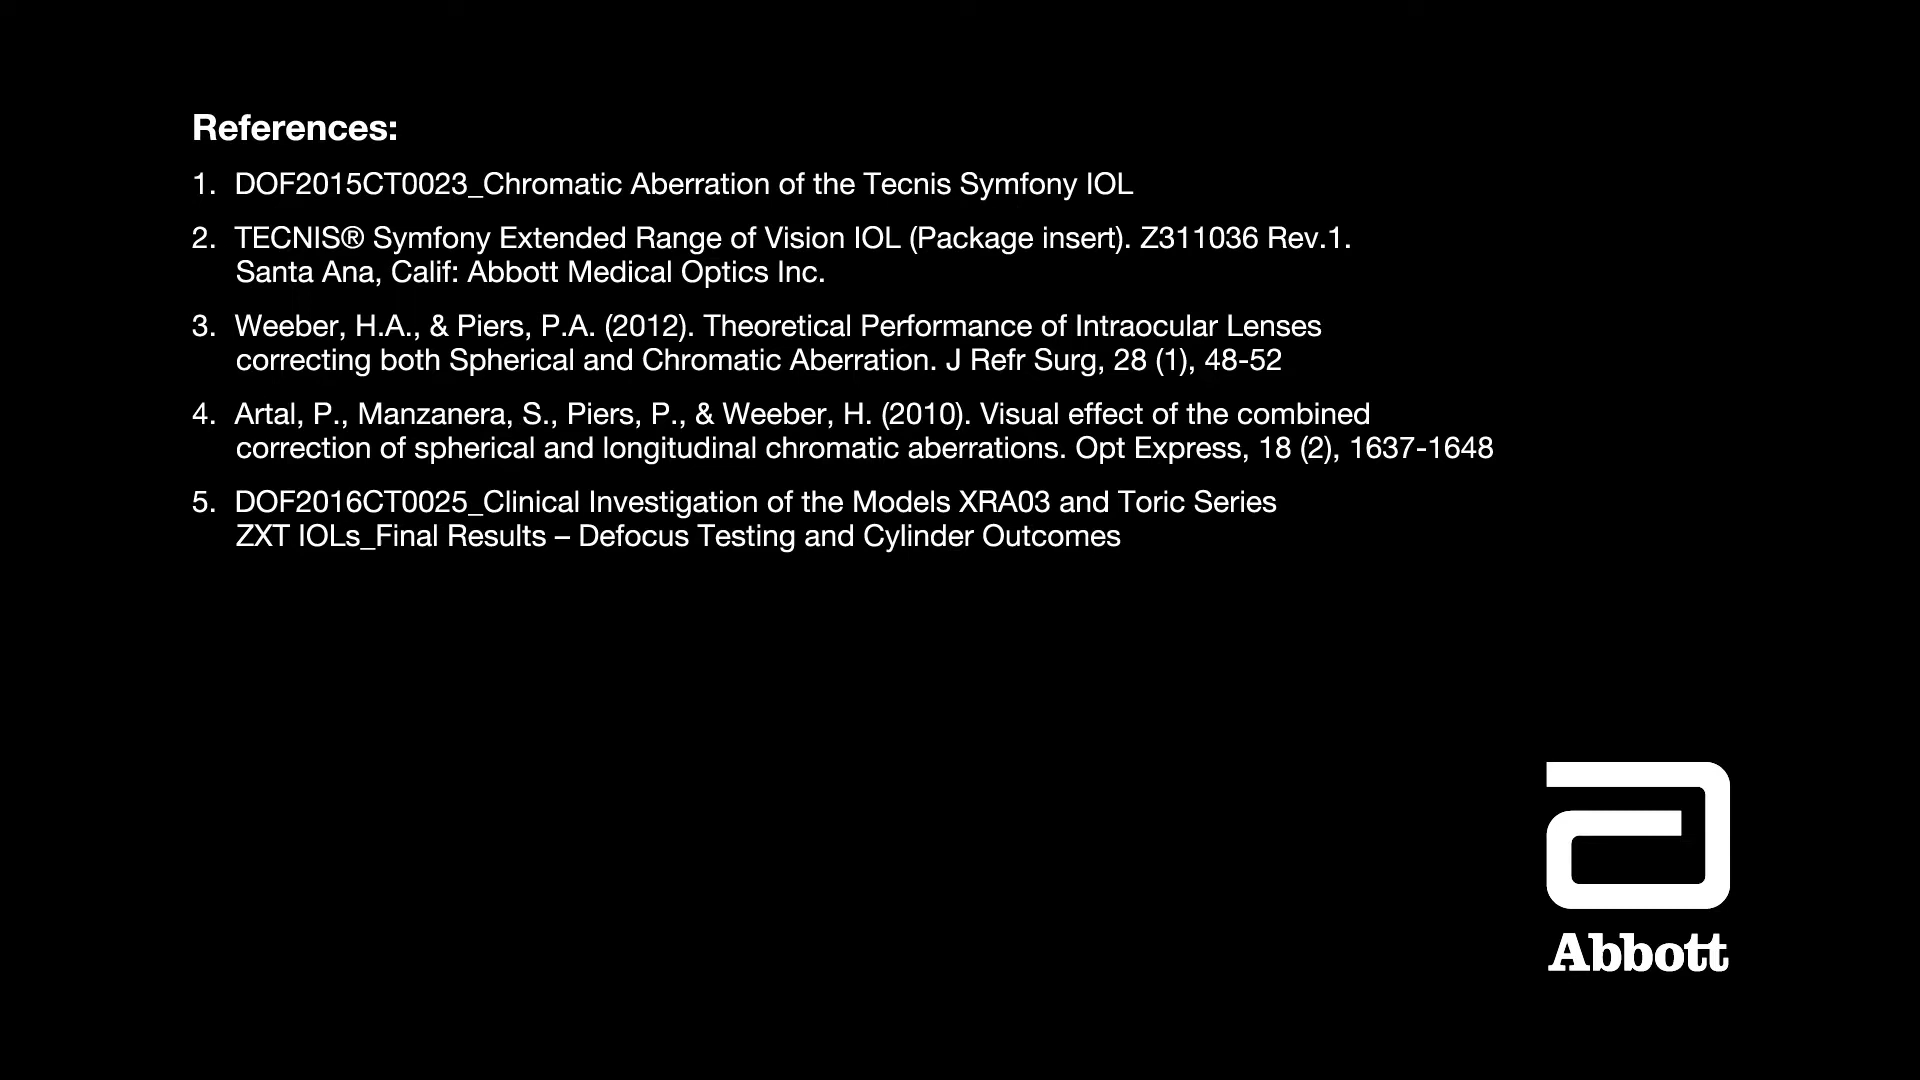 References:
1. DOF2015CT0023_Chromatic Aberration of the Tecnis Symfony IOL
2. TECNIS® Symfony Extended Range of Vision IOL (Package insert). Z311036 Rev.1.
Santa Ana, Calif: Abbott Medical Optics Inc.
3. Weeber, H.A., & Piers, P.A. (2012). Theoretical Performance of Intraocular Lenses
correcting both Spherical and Chromatic Aberration. J Refr Surg, 28 (1), 48-52
4. Artal, P., Manzanera, S., Piers, P., & Weeber, H. (2010). Visual effect of the combined
correction of spherical and longitudinal chromatic aberrations. Opt Express, 18 (2), 1637-1648
5. DOF2016CT0025_Clinical Investigation of the Models XRA03 and Toric Series
ZXT IOLs_Final Results – Defocus Testing and Cylinder Outcomes
Abbott